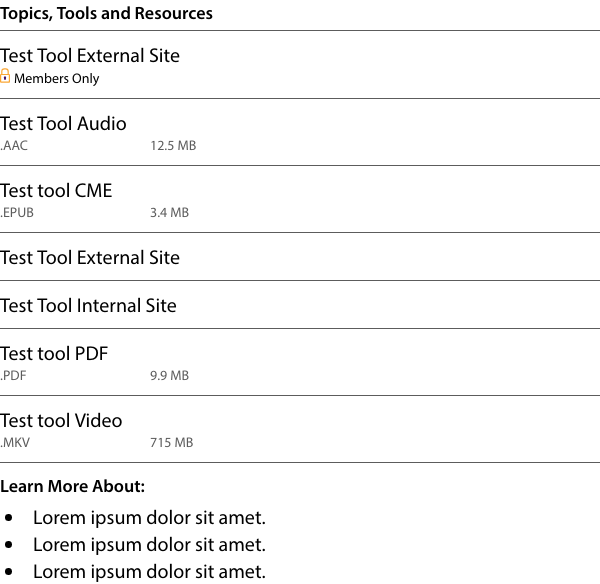 Topics, Tools and Resources
Test Tool External Site
Members Only
Test Tool Audio
.AAC 12.5 MB
Test tool CME
.EPUB 3.4 MB
Test Tool External Site
Test Tool Internal Site
Test tool PDF
.PDF 9.9 MB
Test tool Video
.MKV 715 MB
Learn More About:
• Lorem ipsum dolor sit amet.
• Lorem ipsum dolor sit amet.
• Lorem ipsum dolor sit amet.